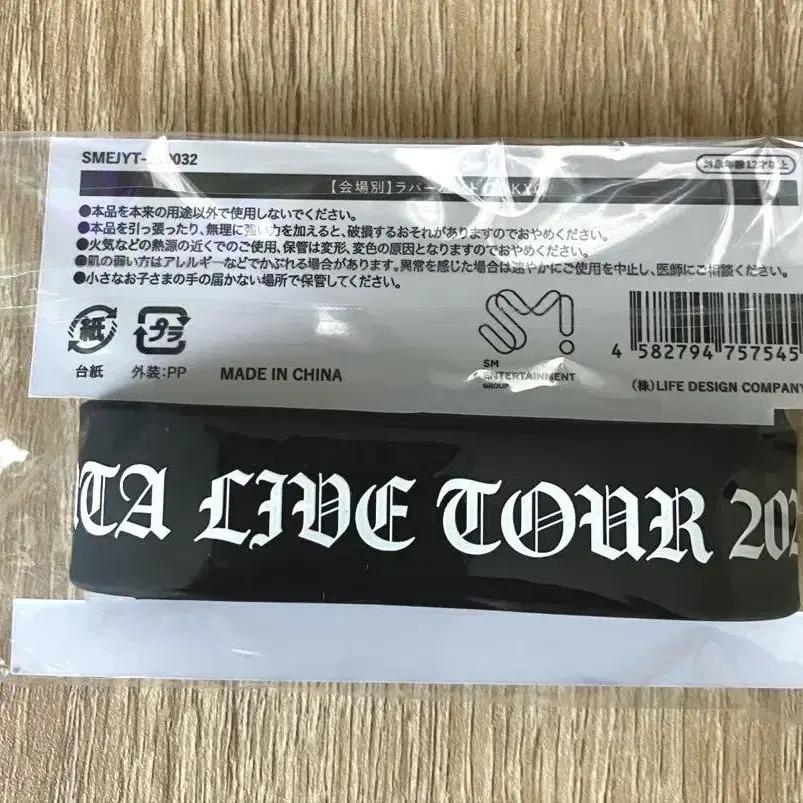 対象年齢12才以上
●本品を本来の用途以外で使用しないでください。
●本品を引っ張ったり、無理に強い力を加えると、破損するおそれがありますのでおやめください。
●火気などの熱源の近くでのご使用、保管は変形、変色の原因となりますのでおやめください。
●肌の弱い方はアレルギーなどでかぶれる場合があります。異常を感じた場合は速やかにご使用を中止し、医師にご相談ください。
●小さなお子さまの手の届かない場所で保管してください。
紙
プラ
台紙
外装:PP
MADE IN CHINA
SM
SM
ENTERTAINMENT
GROUP
4 582794 757545
(株)LIFE DESIGN COMPANY
LIVE TOUR